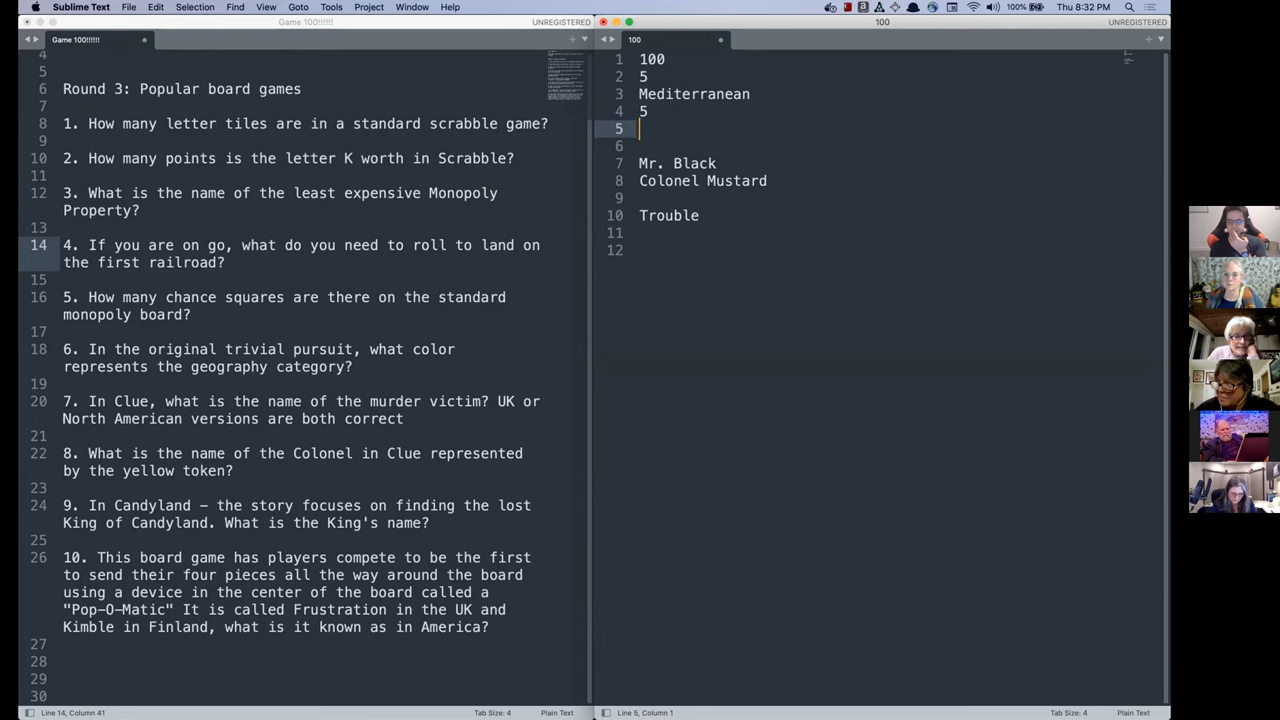 Sublime Text File Edit Selection Find View Goto Tools Project Window Help 100% Thu 8:32 PM
Game 100!!!!!! UNREGISTERED
100 UNREGISTERED
Game 100!!!!!!
100
4
5
6 Round 3: Popular board games
7
8 1. How many letter tiles are in a standard scrabble game?
9
10 2. How many points is the letter K worth in Scrabble?
11
12 3. What is the name of the least expensive Monopoly
Property?
13
14 4. If you are on go, what do you need to roll to land on
the first railroad?
15
16 5. How many chance squares are there on the standard
monopoly board?
17
18 6. In the original trivial pursuit, what color
represents the geography category?
19
20 7. In Clue, what is the name of the murder victim? UK or
North American versions are both correct
21
22 8. What is the name of the Colonel in Clue represented
by the yellow token?
23
24 9. In Candyland – the story focuses on finding the lost
King of Candyland. What is the King's name?
25
26 10. This board game has players compete to be the first
to send their four pieces all the way around the board
using a device in the center of the board called a
"Pop-O-Matic" It is called Frustration in the UK and
Kimble in Finland, what is it known as in America?
27
28
29
30
1 100
2 5
3 Mediterranean
4 5
5
6
7 Mr. Black
8 Colonel Mustard
9
10 Trouble
11
12
Line 14, Column 41 Tab Size: 4 Plain Text
Line 5, Column 1 Tab Size: 4 Plain Text